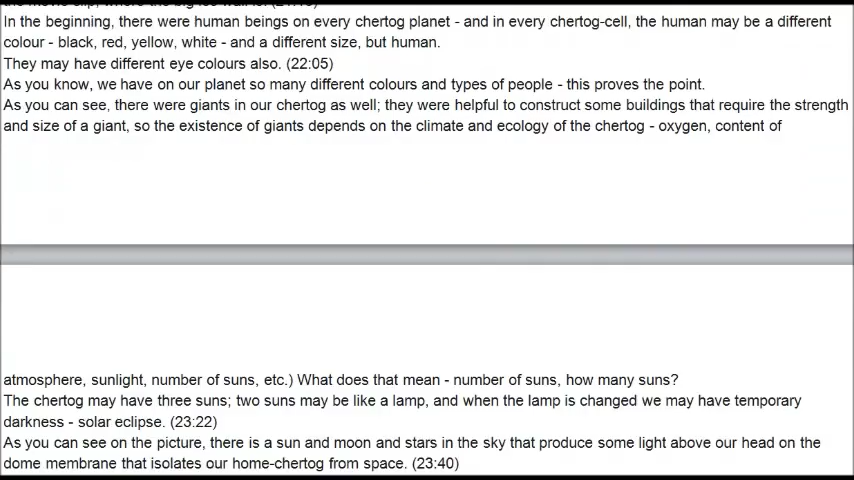 In the beginning, there were human beings on every chertog planet - and in every chertog-cell, the human may be a different
colour - black, red, yellow, white - and a different size, but human.
They may have different eye colours also. (22:05)
As you know, we have on our planet so many different colours and types of people - this proves the point.
As you can see, there were giants in our chertog as well; they were helpful to construct some buildings that require the strength
and size of a giant, so the existence of giants depends on the climate and ecology of the chertog - oxygen, content of
atmosphere, sunlight, number of suns, etc.) What does that mean - number of suns, how many suns?
The chertog may have three suns; two suns may be like a lamp, and when the lamp is changed we may have temporary
darkness - solar eclipse. (23:22)
As you can see on the picture, there is a sun and moon and stars in the sky that produce some light above our head on the
dome membrane that isolates our home-chertog from space. (23:40)